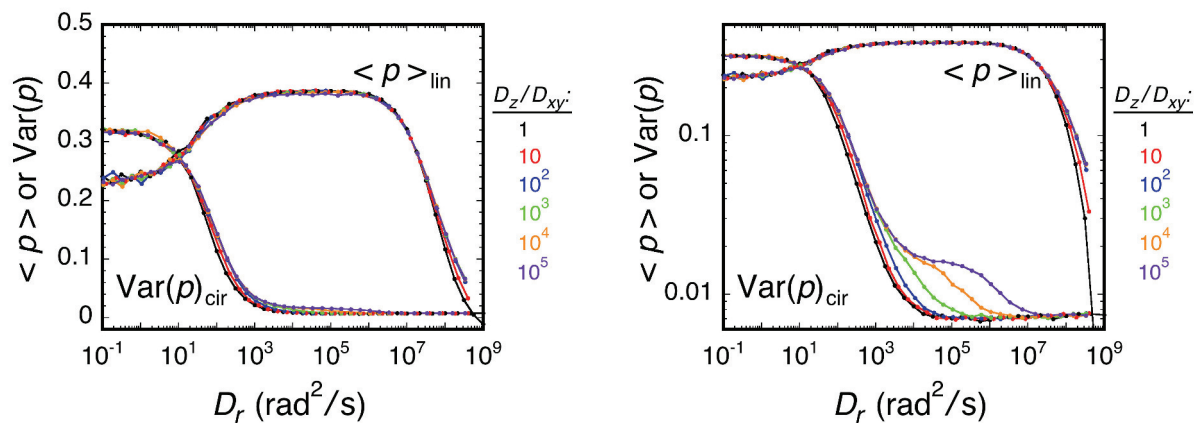 0.5
0.4
0.3
0.2
0.1
0
< p > or Var(p)
< p >lin
Var(p)cir
10⁻¹ 10¹ 10³ 10⁵ 10⁷ 10⁹
Dr (rad²/s)
Dz/Dxy:
1
10
10²
10³
10⁴
10⁵
0.1
0.01
< p > or Var(p)
< p >lin
Var(p)cir
10⁻¹ 10¹ 10³ 10⁵ 10⁷ 10⁹
Dr (rad²/s)
Dz/Dxy:
1
10
10²
10³
10⁴
10⁵